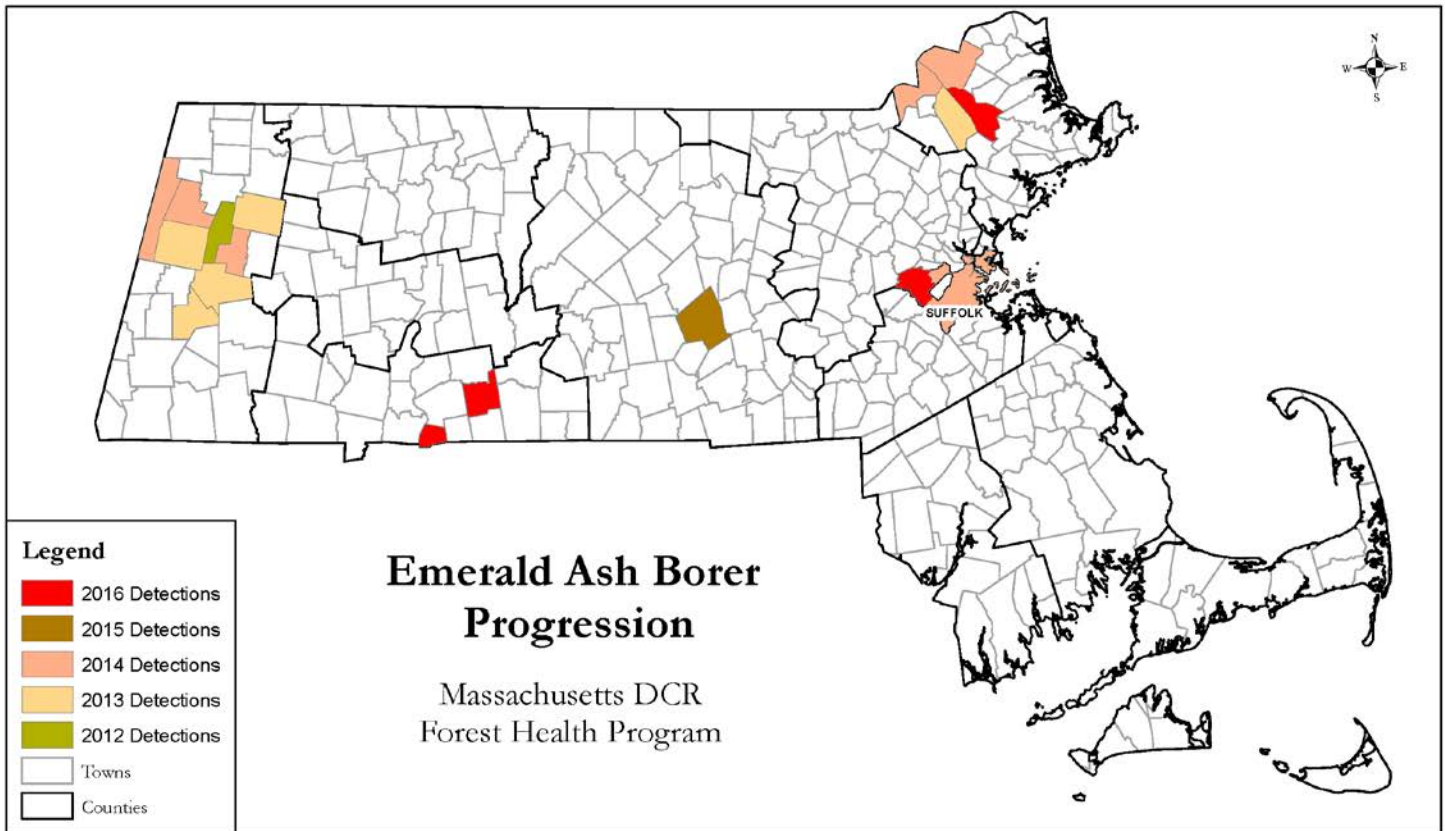 N
W E
S
SUFFOLK
Legend
2016 Detections
2015 Detections
2014 Detections
2013 Detections
2012 Detections
Towns
Counties
Emerald Ash Borer
Progression
Massachusetts DCR
Forest Health Program